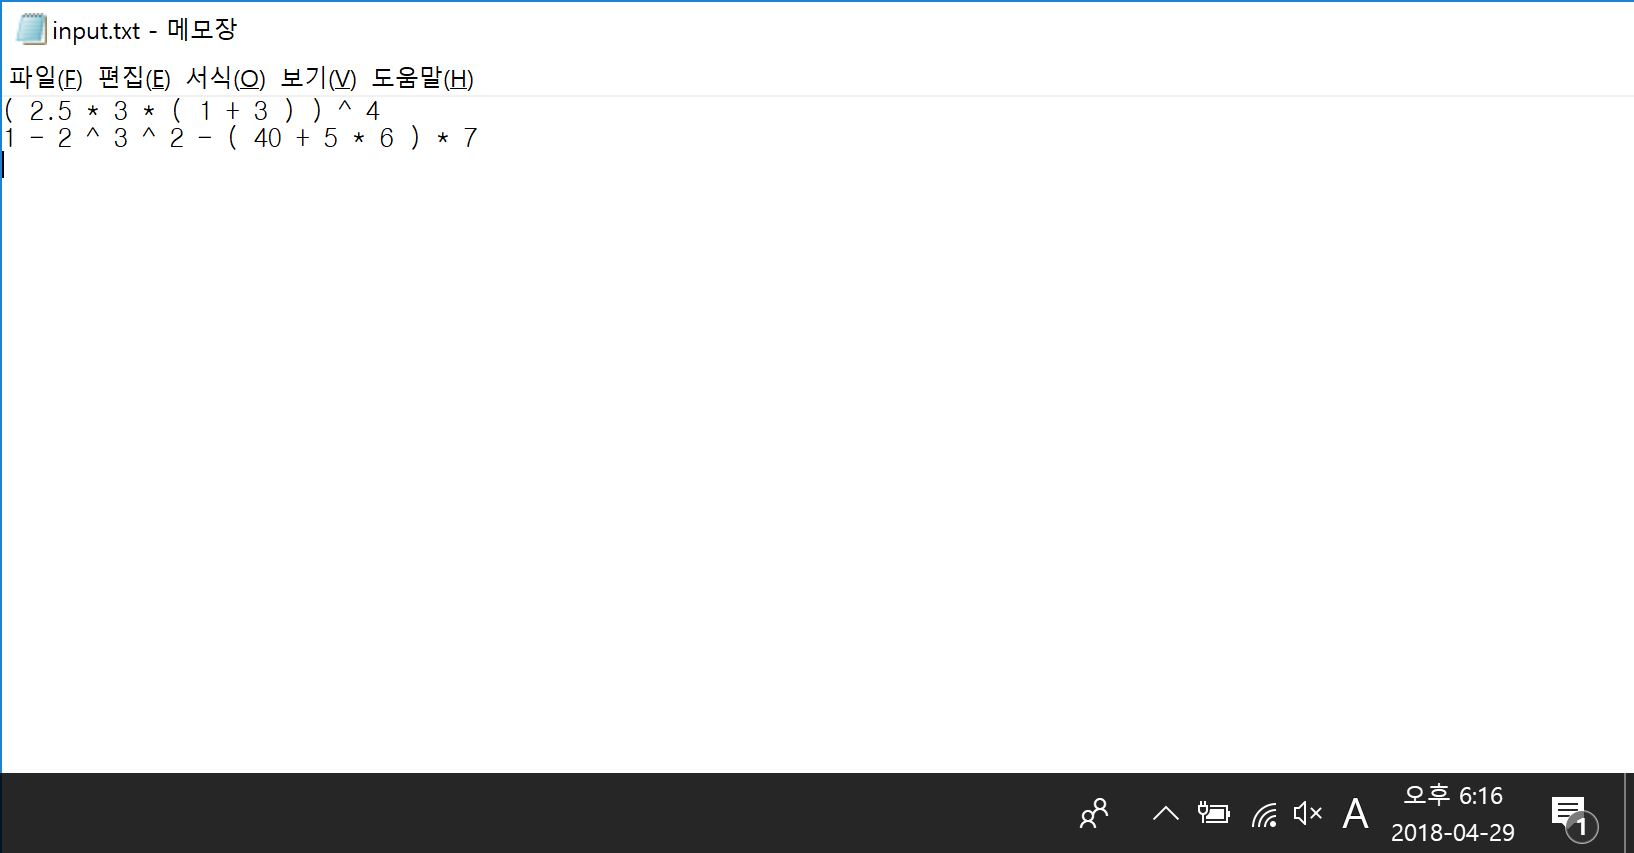 input.txt - 메모장
파일(F) 편집(E) 서식(O) 보기(V) 도움말(H)
( 2.5 * 3 * ( 1 + 3 ) ) ^ 4
1 - 2 ^ 3 ^ 2 - ( 40 + 5 * 6 ) * 7
A
오후 6:16
2018-04-29
1